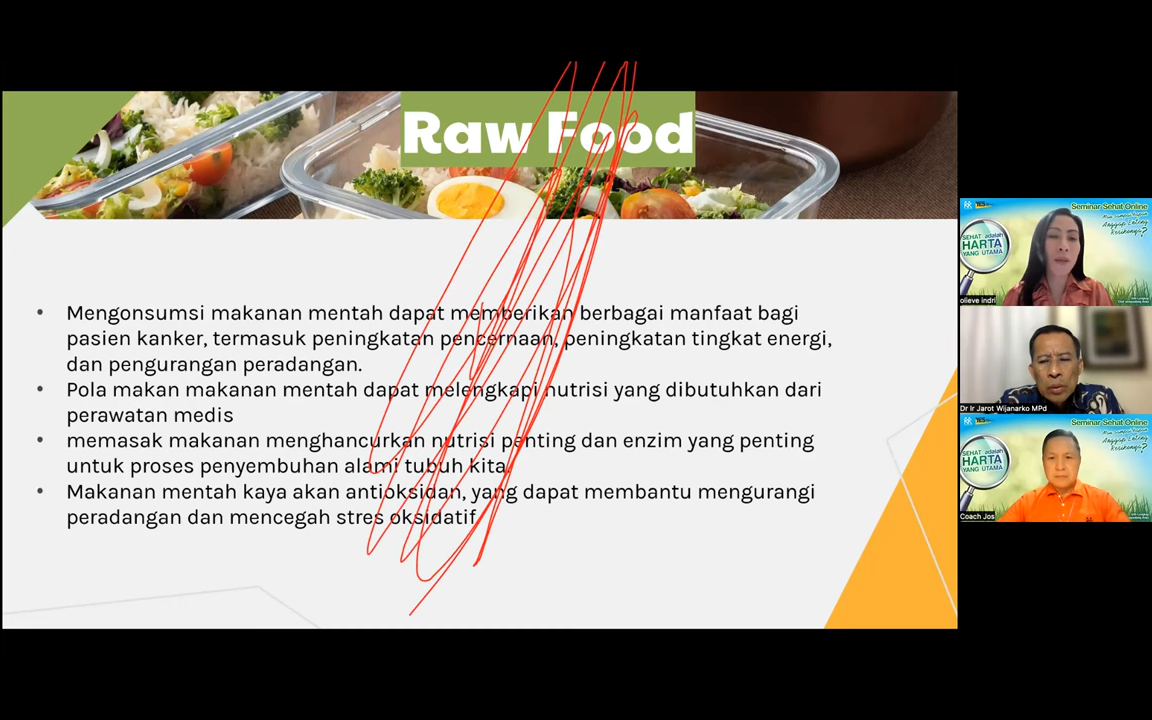 Raw Food
• Mengonsumsi makanan mentah dapat memberikan berbagai manfaat bagi
pasien kanker, termasuk peningkatan pencernaan, peningkatan tingkat energi,
dan pengurangan peradangan.
• Pola makan makanan mentah dapat melengkapi nutrisi yang dibutuhkan dari
perawatan medis
• memasak makanan menghancurkan nutrisi penting dan enzim yang penting
untuk proses penyembuhan alami tubuh kita.
• Makanan mentah kaya akan antioksidan, yang dapat membantu mengurangi
peradangan dan mencegah stres oksidatif
Seminar Sehat Online
SEHAT adalah
HARTA
YANG UTAMA
olieve indri
Dr Ir Jarot Wijanarko MPd
Seminar Sehat Online
SEHAT adalah
HARTA
YANG UTAMA
Coach Jos